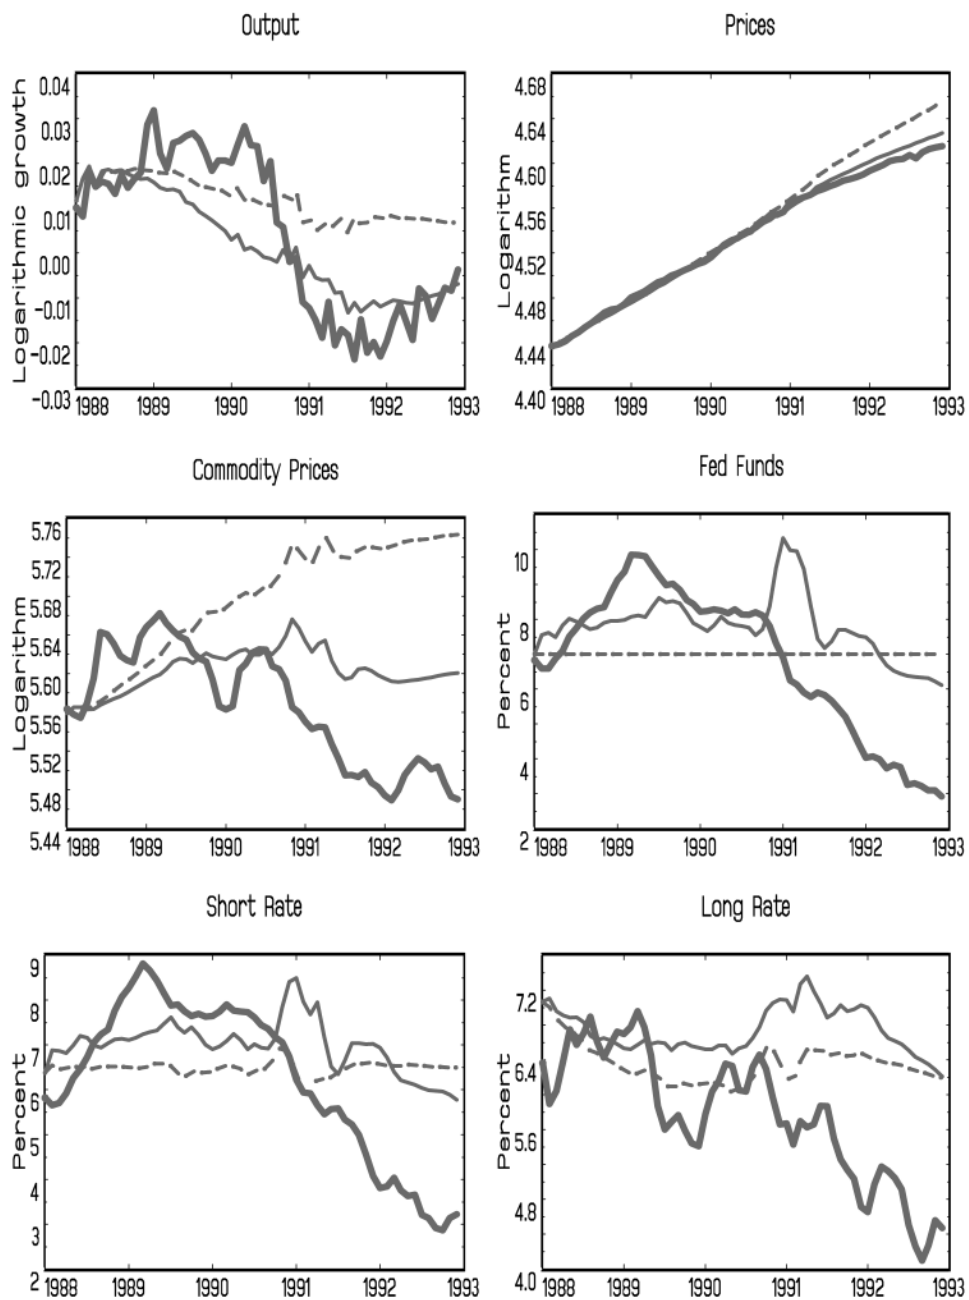 Output
Logarithmic growth
0.04
0.03
0.02
0.01
0.00
-0.01
-0.02
-0.03
1988 1989 1990 1991 1992 1993
Prices
Logarithm
4.68
4.64
4.60
4.56
4.52
4.48
4.44
4.40
1988 1989 1990 1991 1992 1993
Commodity Prices
Logarithm
5.76
5.72
5.68
5.64
5.60
5.56
5.52
5.48
5.44
1988 1989 1990 1991 1992 1993
Fed Funds
Percent
10
8
6
4
2
1988 1989 1990 1991 1992 1993
Short Rate
Percent
9
8
7
6
5
4
3
2
1988 1989 1990 1991 1992 1993
Long Rate
Percent
7.2
6.4
5.6
4.8
4.0
1988 1989 1990 1991 1992 1993